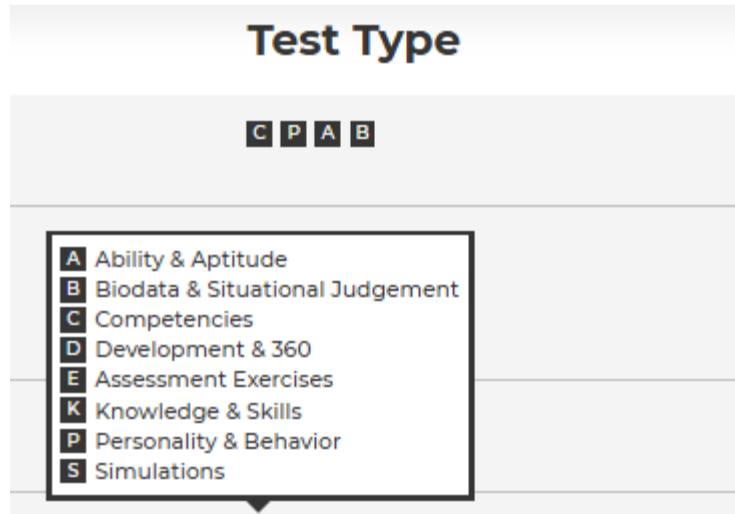 Test Type
C P A B
A Ability & Aptitude
B Biodata & Situational Judgement
C Competencies
D Development & 360
E Assessment Exercises
K Knowledge & Skills
P Personality & Behavior
S Simulations